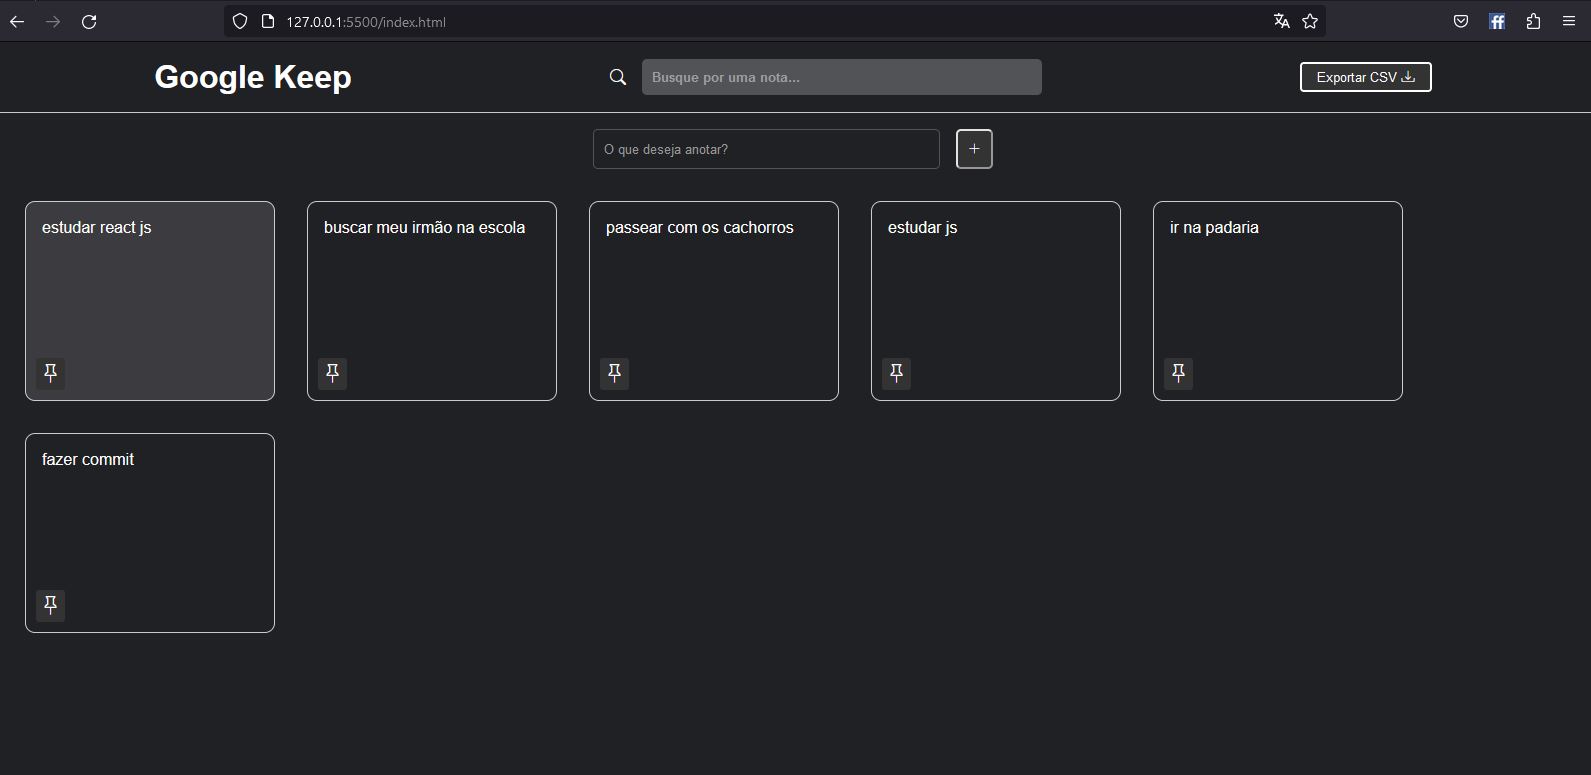 127.0.0.1:5500/index.html
Google Keep
Busque por uma nota...
Exportar CSV
O que deseja anotar?
+
estudar react js
buscar meu irmão na escola
passear com os cachorros
estudar js
ir na padaria
fazer commit